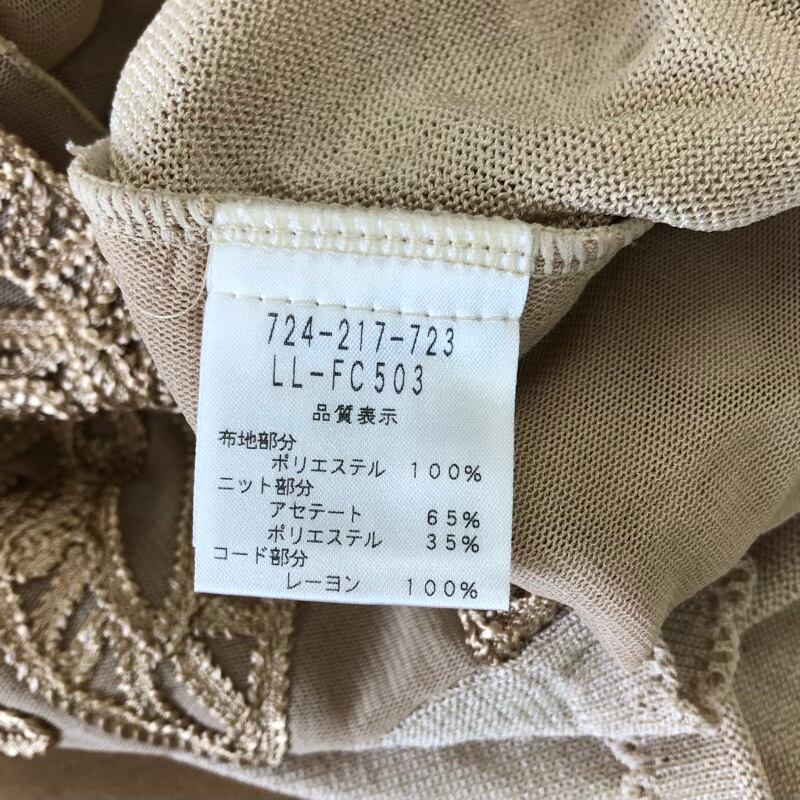 724-217-723
LL-FC503
品質表示
布地部分
ポリエステル 100%
ニット部分
アセテート 65%
ポリエステル 35%
コード部分
レーヨン 100%